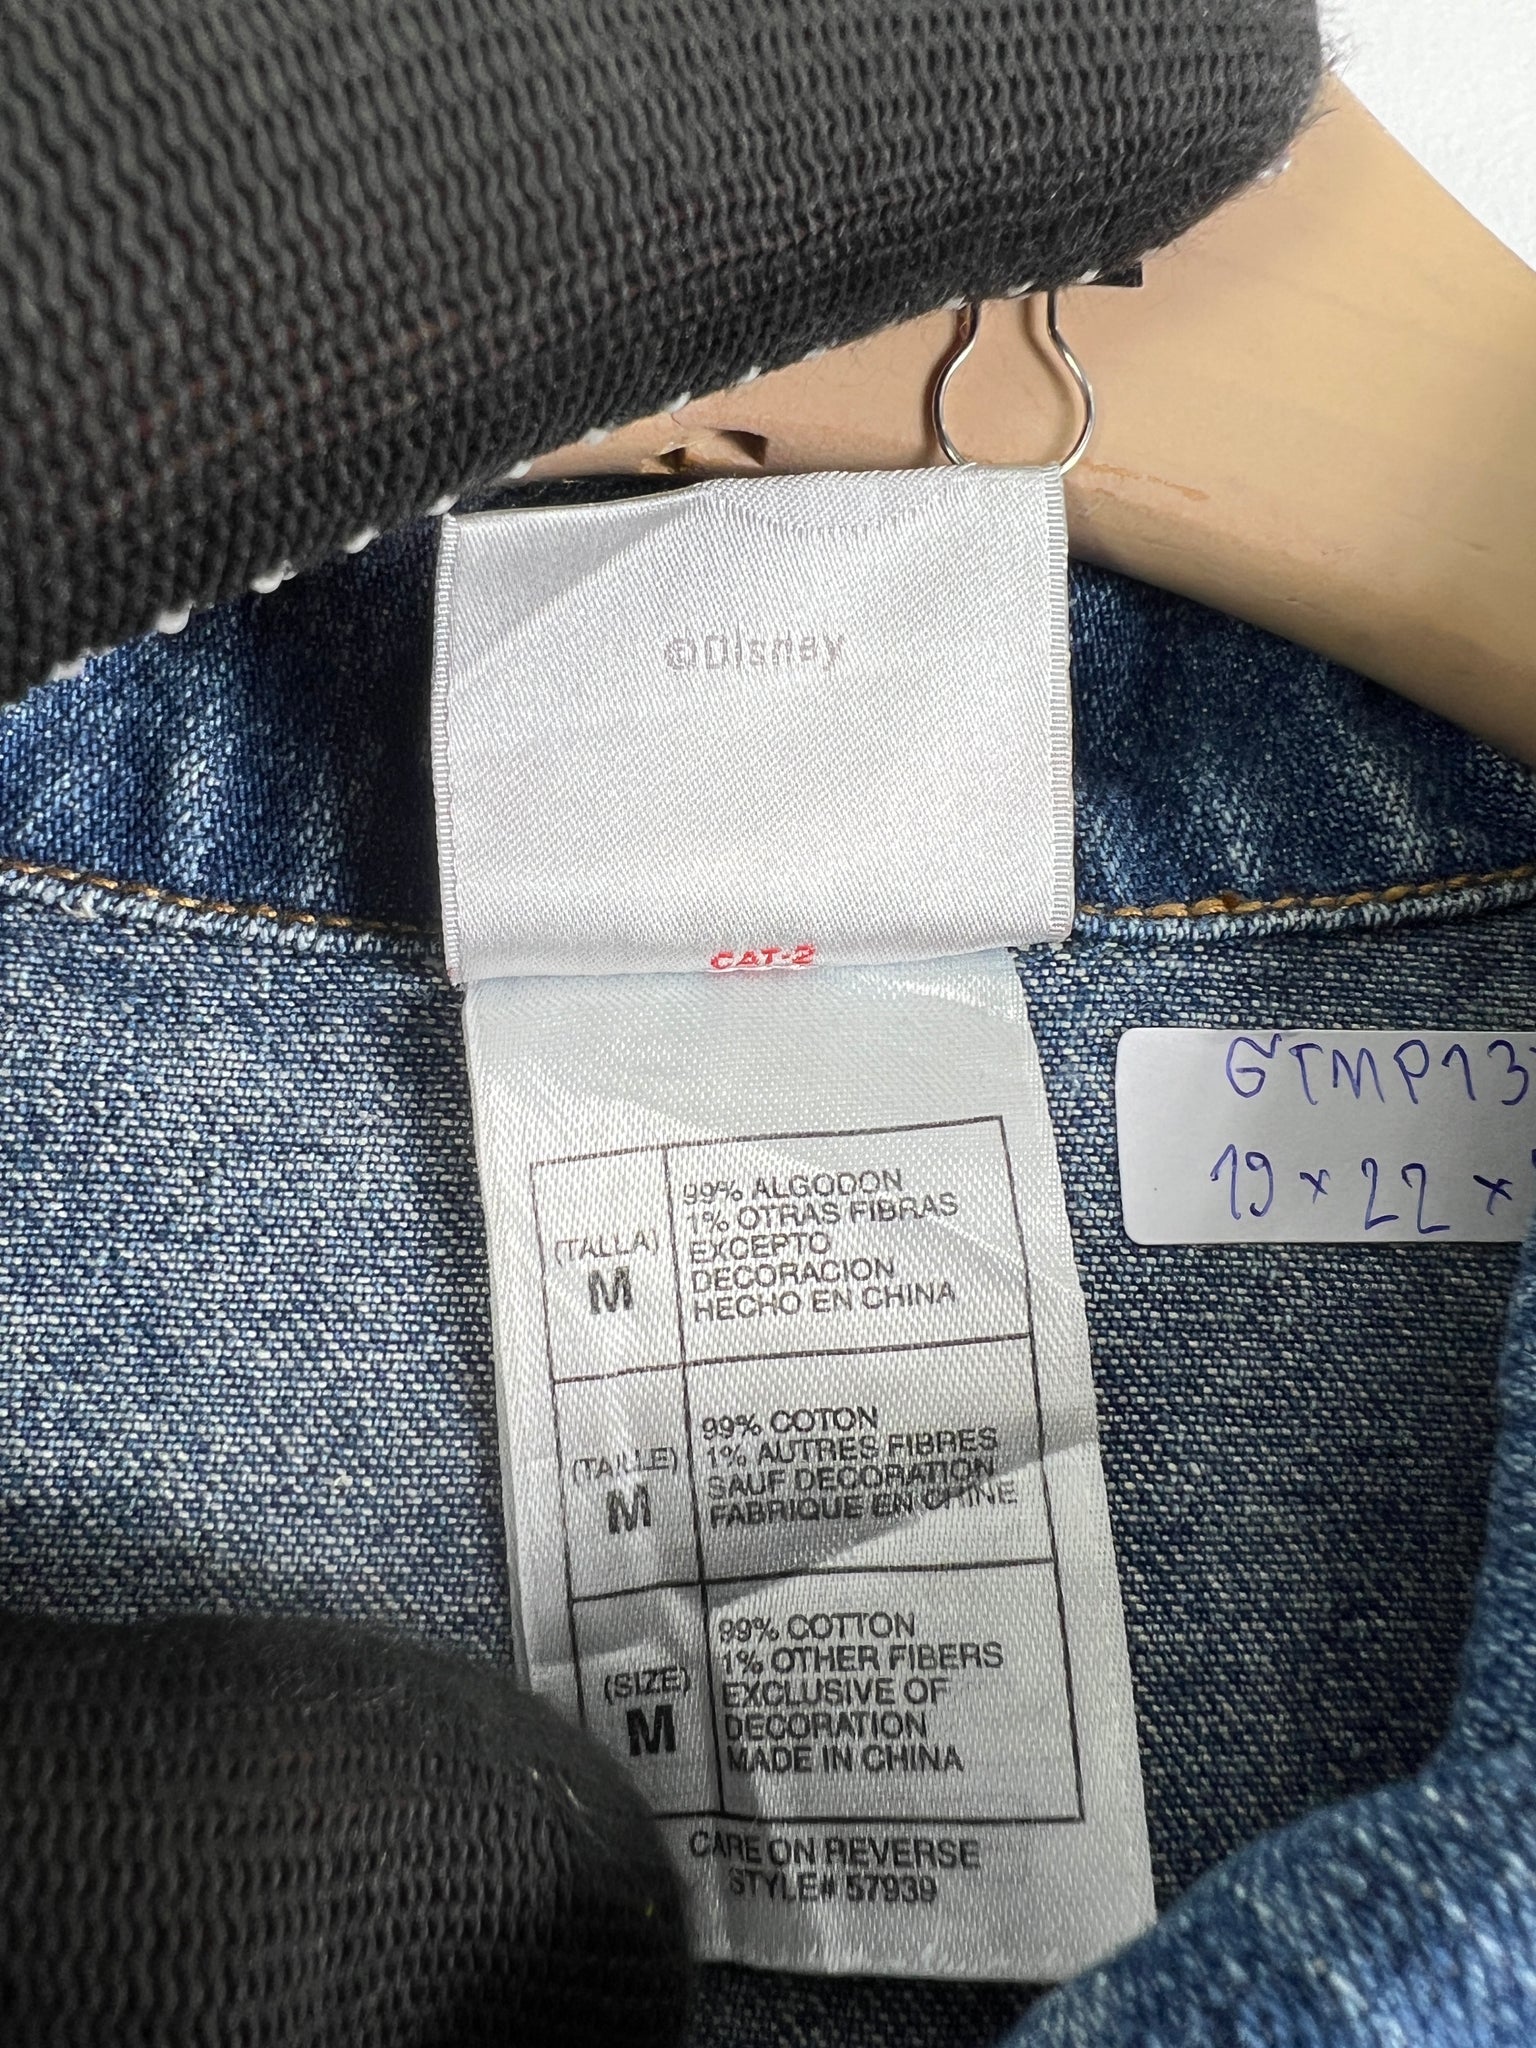 ©Disney
CAT-2
(TALLA)
M
99% ALGODON
1% OTRAS FIBRAS
EXCEPTO
DECORACION
HECHO EN CHINA
(TAILLE)
M
99% COTON
1% AUTRES FIBRES
SAUF DECORATION
FABRIQUE EN CHINE
(SIZE)
M
99% COTTON
1% OTHER FIBERS
EXCLUSIVE OF
DECORATION
MADE IN CHINA
CARE ON REVERSE
STYLE# 57939
GTMP13
19 x 22 x